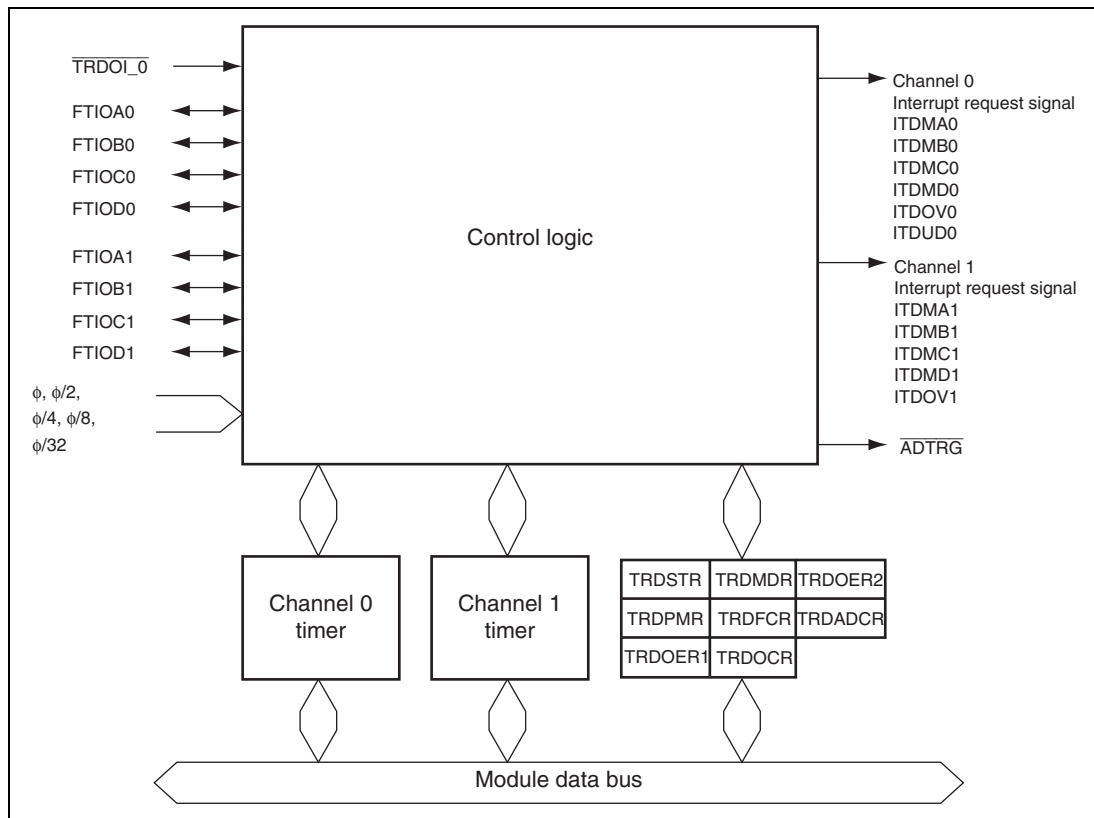 TRDOI_0
FTIOA0
FTIOB0
FTIOC0
FTIOD0
FTIOA1
FTIOB1
FTIOC1
FTIOD1
ϕ, ϕ/2,
ϕ/4, ϕ/8,
ϕ/32
Control logic
Channel 0
Interrupt request signal
ITDMA0
ITDMB0
ITDMC0
ITDMD0
ITDOV0
ITDUD0
Channel 1
Interrupt request signal
ITDMA1
ITDMB1
ITDMC1
ITDMD1
ITDOV1
ADTRG
Channel 0
timer
Channel 1
timer
TRDSTR TRDMDR TRDOER2
TRDPMR TRDFCR TRDADCR
TRDOER1 TRDOCR
Module data bus